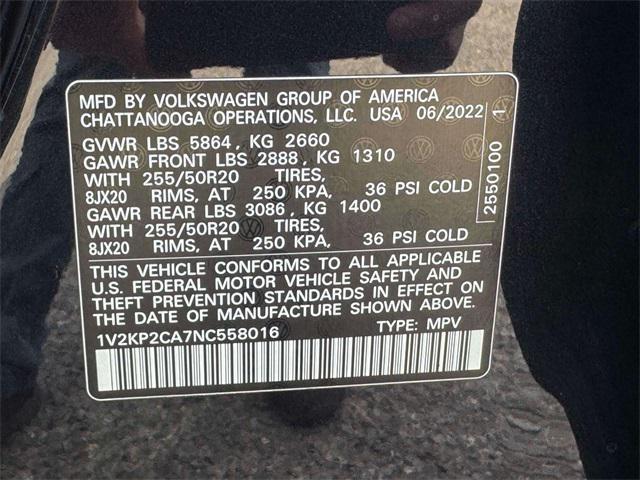 MFD BY VOLKSWAGEN GROUP OF AMERICA
CHATTANOOGA OPERATIONS, LLC. USA 06/2022
GVWR LBS 5864, KG 2660
GAWR FRONT LBS 2888, KG 1310
WITH 255/50R20 TIRES,
8JX20 RIMS, AT 250 KPA, 36 PSI COLD
GAWR REAR LBS 3086, KG 1400
WITH 255/50R20 TIRES,
8JX20 RIMS, AT 250 KPA, 36 PSI COLD
THIS VEHICLE CONFORMS TO ALL APPLICABLE
U.S. FEDERAL MOTOR VEHICLE SAFETY AND
THEFT PREVENTION STANDARDS IN EFFECT ON
DATE OF MANUFACTURE SHOWN ABOVE.
1V2KP2CA7NC558016 TYPE: MPV
2550100 1